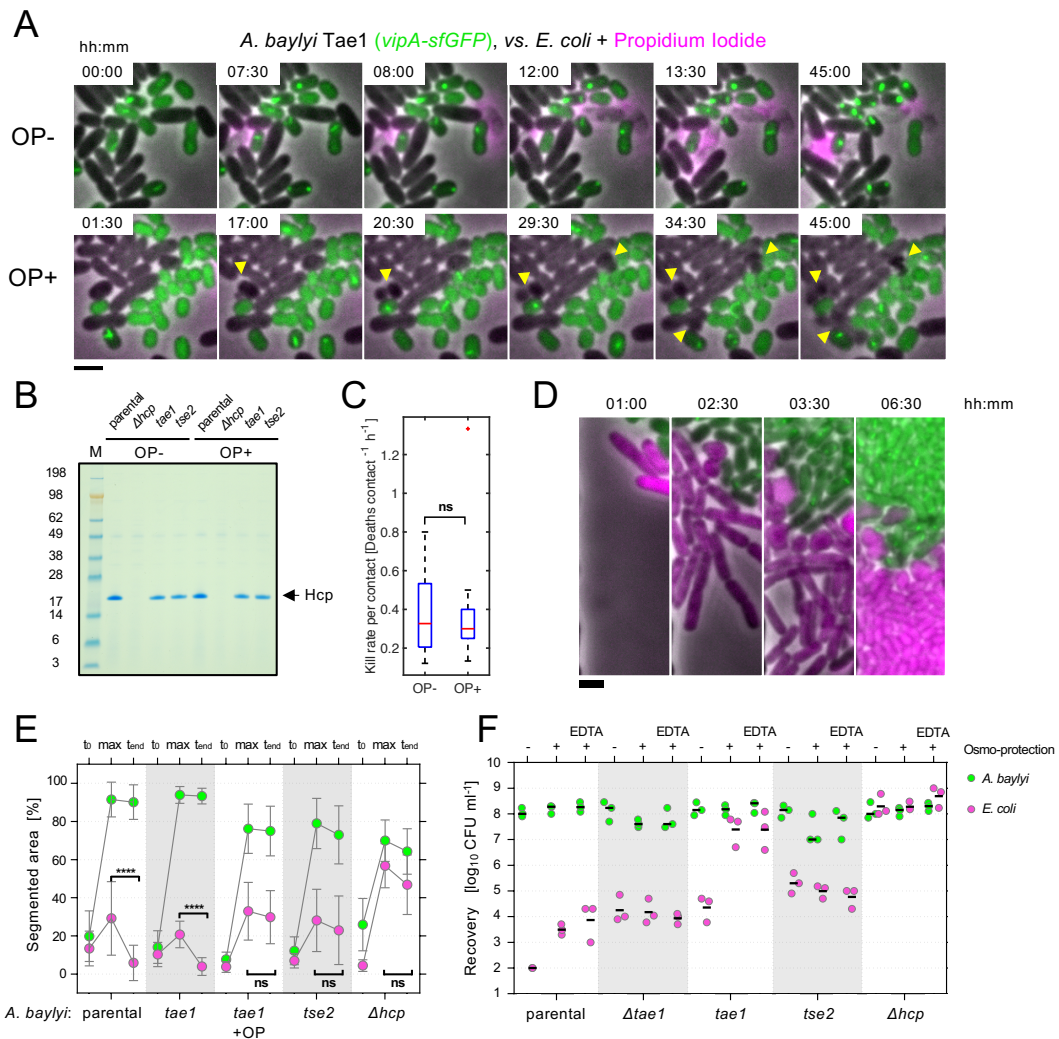 A
A. baylyi Tae1 (vipA-sfGFP), vs. E. coli + Propidium Iodide
hh:mm
00:00 07:30 08:00 12:00 13:30 45:00
OP-
01:30 17:00 20:30 29:30 34:30 45:00
OP+
B
parental Δhcp tae1 tse2 parental Δhcp tae1 tse2
M OP- OP+
198
98
62
49
38
28
17
14
6
3
Hcp
C
Kill rate per contact [Deaths contact -1 h-1]
1.2
1
0.8
0.6
0.4
0.2
ns
OP- OP+
D
01:00 02:30 03:30 06:30 hh:mm
E
t0 max tend t0 max tend t0 max tend t0 max tend t0 max tend
Segmented area [%]
100
80
60
40
20
0
**** **** ns ns ns
A. baylyi: parental tae1 tae1 tse2 Δhcp
+OP
F
EDTA EDTA EDTA EDTA EDTA
- + + - + + - + + - + + - + + Osmo-protection
A. baylyi
E. coli
Recovery [log10 CFU ml-1]
9
8
7
6
5
4
3
2
1
parental Δtae1 tae1 tse2 Δhcp